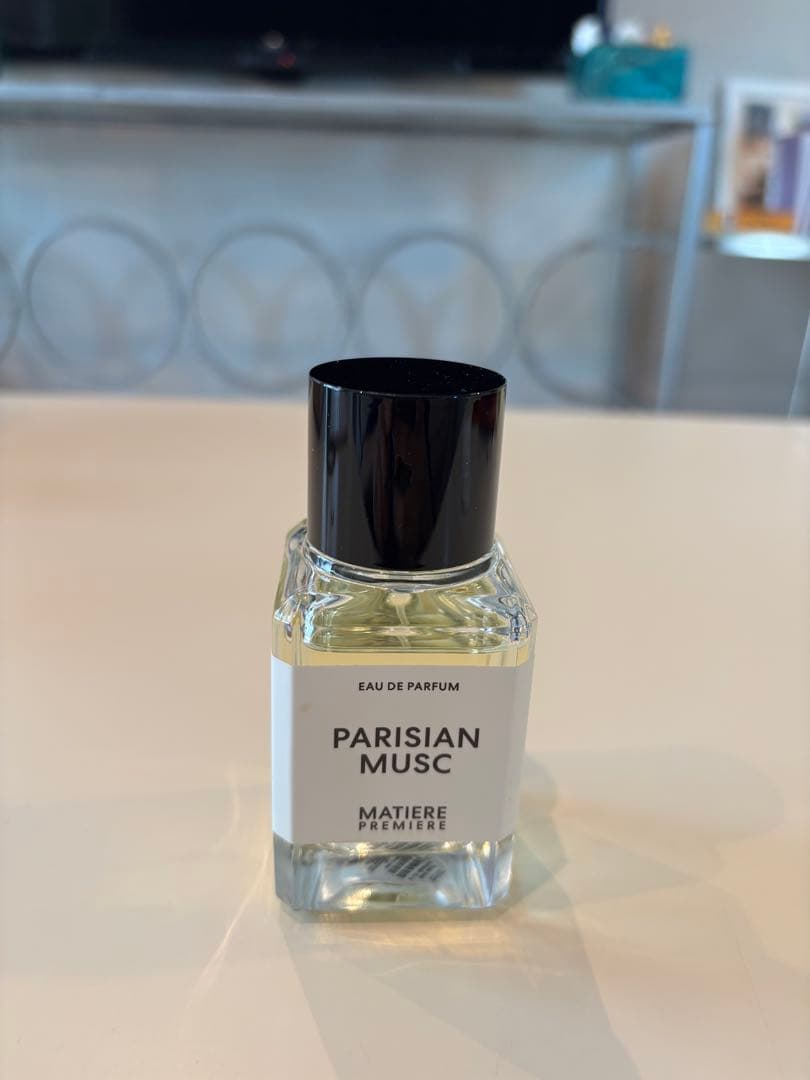 EAU DE PARFUM
PARISIAN
MUSC
MATIERE
PREMIERE